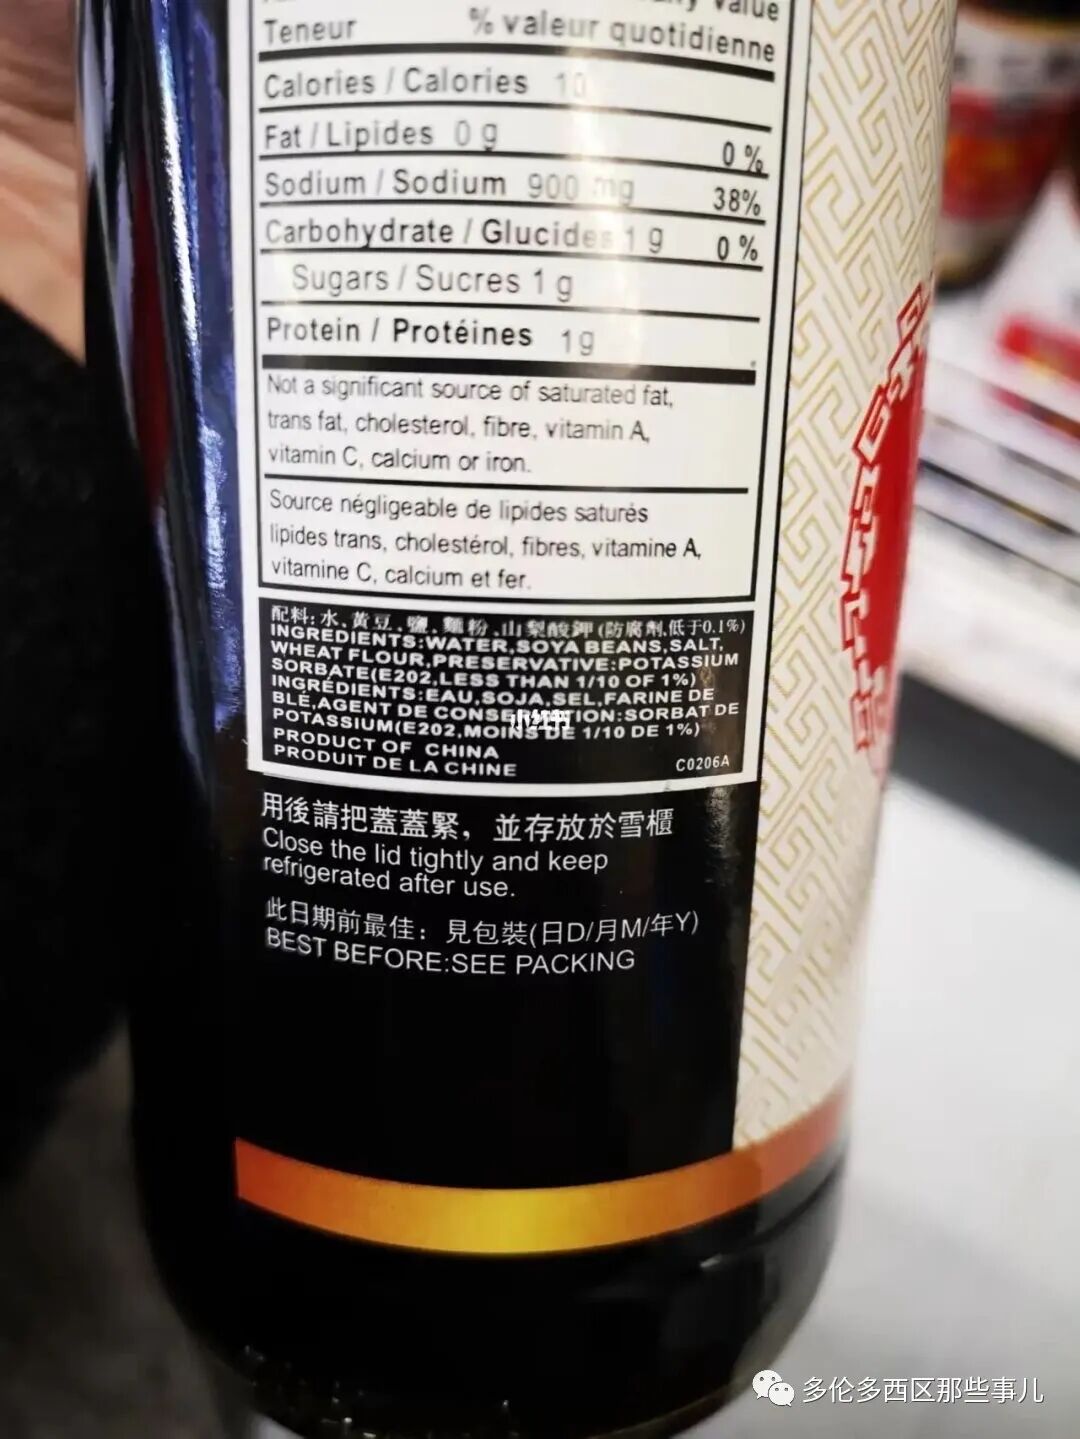 Value
Teneur % valeur quotidienne
Calories / Calories 10
Fat / Lipides 0 g 0 %
Sodium / Sodium 900 mg 38%
Carbohydrate / Glucides 1 g 0 %
Sugars / Sucres 1 g
Protein / Protéines 1 g
Not a significant source of saturated fat,
trans fat, cholesterol, fibre, vitamin A,
vitamin C, calcium or iron.
Source négligeable de lipides saturés
lipides trans, cholestérol, fibres, vitamine A,
vitamine C, calcium et fer.
配料:水、黃豆、鹽、麵粉、山梨酸鉀(防腐劑,低于0.1%)
INGREDIENTS:WATER,SOYA BEANS,SALT,
WHEAT FLOUR,PRESERVATIVE:POTASSIUM
SORBATE(E202,LESS THAN 1/10 OF 1%)
INGRÉDIENTS:EAU,SOJA,SEL,FARINE DE
BLÉ,AGENT DE CONSERVATION:SORBAT DE
POTASSIUM(E202,MOINS DE 1/10 DE 1%)
小红书
PRODUCT OF CHINA
PRODUIT DE LA CHINE C0206A
用後請把蓋蓋緊，並存放於雪櫃
Close the lid tightly and keep
refrigerated after use.
此日期前最佳：見包裝(日D/月M/年Y)
BEST BEFORE:SEE PACKING
多伦多西区那些事儿